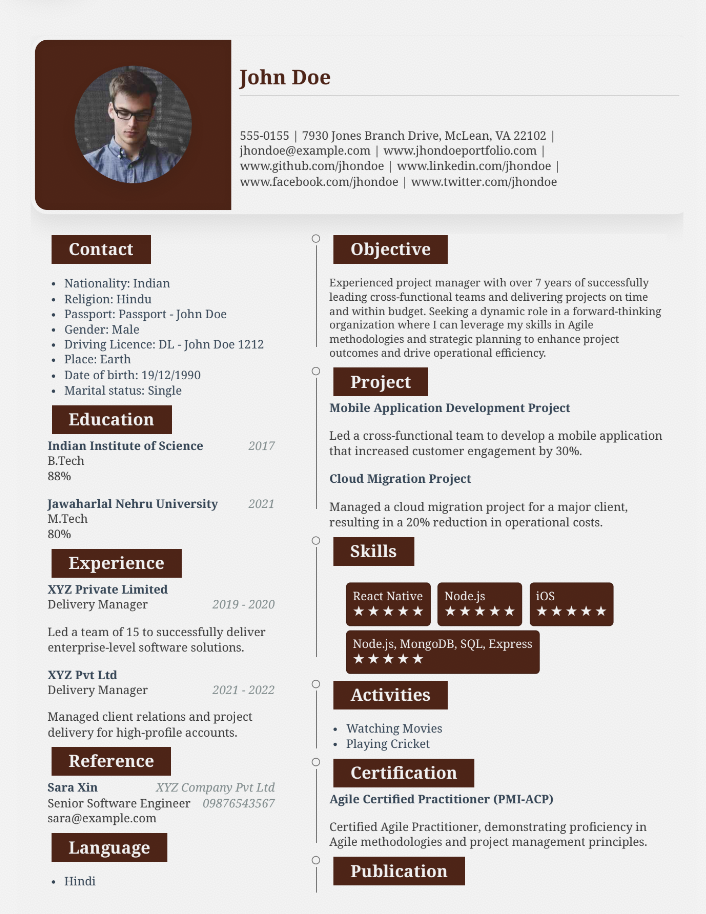 John Doe
555-0155 | 7930 Jones Branch Drive, McLean, VA 22102 |
jhondoe@example.com | www.jhondoeportfolio.com |
www.github.com/jhondoe | www.linkedin.com/jhondoe |
www.facebook.com/jhondoe | www.twitter.com/jhondoe
Contact
• Nationality: Indian
• Religion: Hindu
• Passport: Passport - John Doe
• Gender: Male
• Driving Licence: DL - John Doe 1212
• Place: Earth
• Date of birth: 19/12/1990
• Marital status: Single
Education
Indian Institute of Science 2017
B.Tech
88%
Jawaharlal Nehru University 2021
M.Tech
80%
Experience
XYZ Private Limited
Delivery Manager 2019 - 2020
Led a team of 15 to successfully deliver
enterprise-level software solutions.
XYZ Pvt Ltd
Delivery Manager 2021 - 2022
Managed client relations and project
delivery for high-profile accounts.
Reference
Sara Xin XYZ Company Pvt Ltd
Senior Software Engineer 09876543567
sara@example.com
Language
• Hindi
Objective
Experienced project manager with over 7 years of successfully
leading cross-functional teams and delivering projects on time
and within budget. Seeking a dynamic role in a forward-thinking
organization where I can leverage my skills in Agile
methodologies and strategic planning to enhance project
outcomes and drive operational efficiency.
Project
Mobile Application Development Project
Led a cross-functional team to develop a mobile application
that increased customer engagement by 30%.
Cloud Migration Project
Managed a cloud migration project for a major client,
resulting in a 20% reduction in operational costs.
Skills
React Native Node.js iOS
★★★★★ ★★★★★ ★★★★★
Node.js, MongoDB, SQL, Express
★★★★★
Activities
• Watching Movies
• Playing Cricket
Certification
Agile Certified Practitioner (PMI-ACP)
Certified Agile Practitioner, demonstrating proficiency in
Agile methodologies and project management principles.
Publication